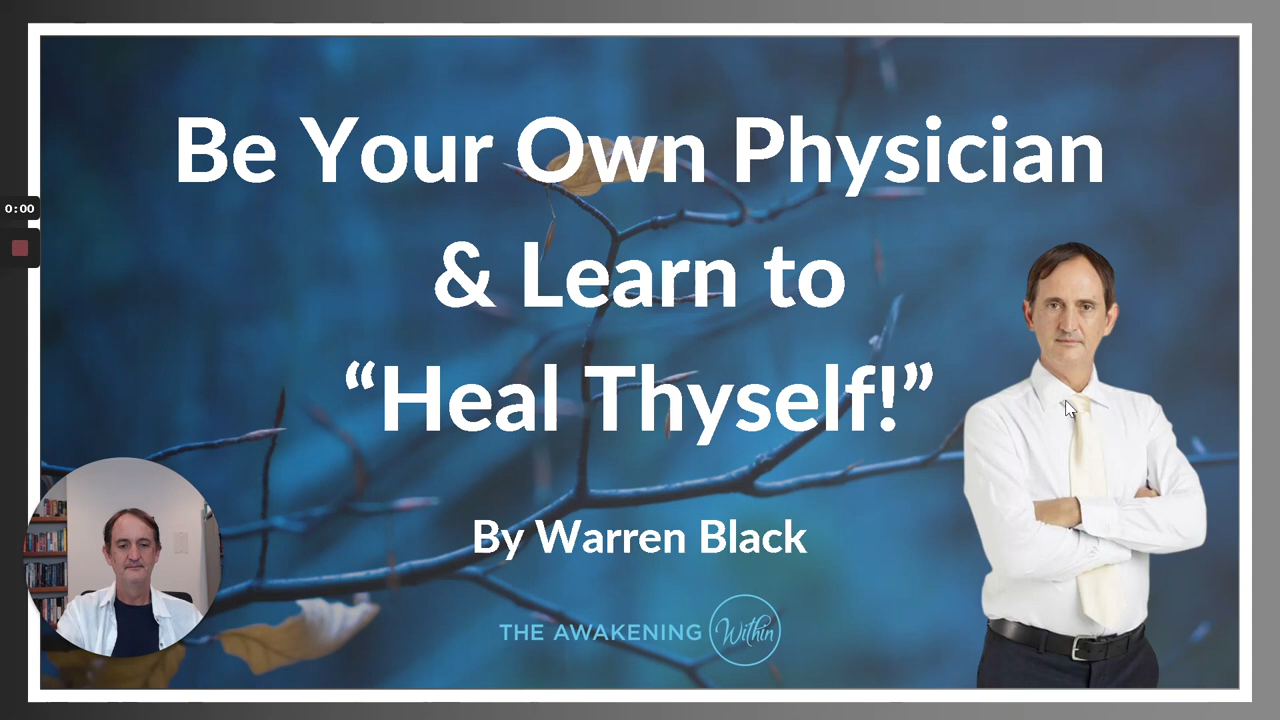 Be Your Own Physician
& Learn to
“Heal Thyself!”
0:00
By Warren Black
THE AWAKENING Within